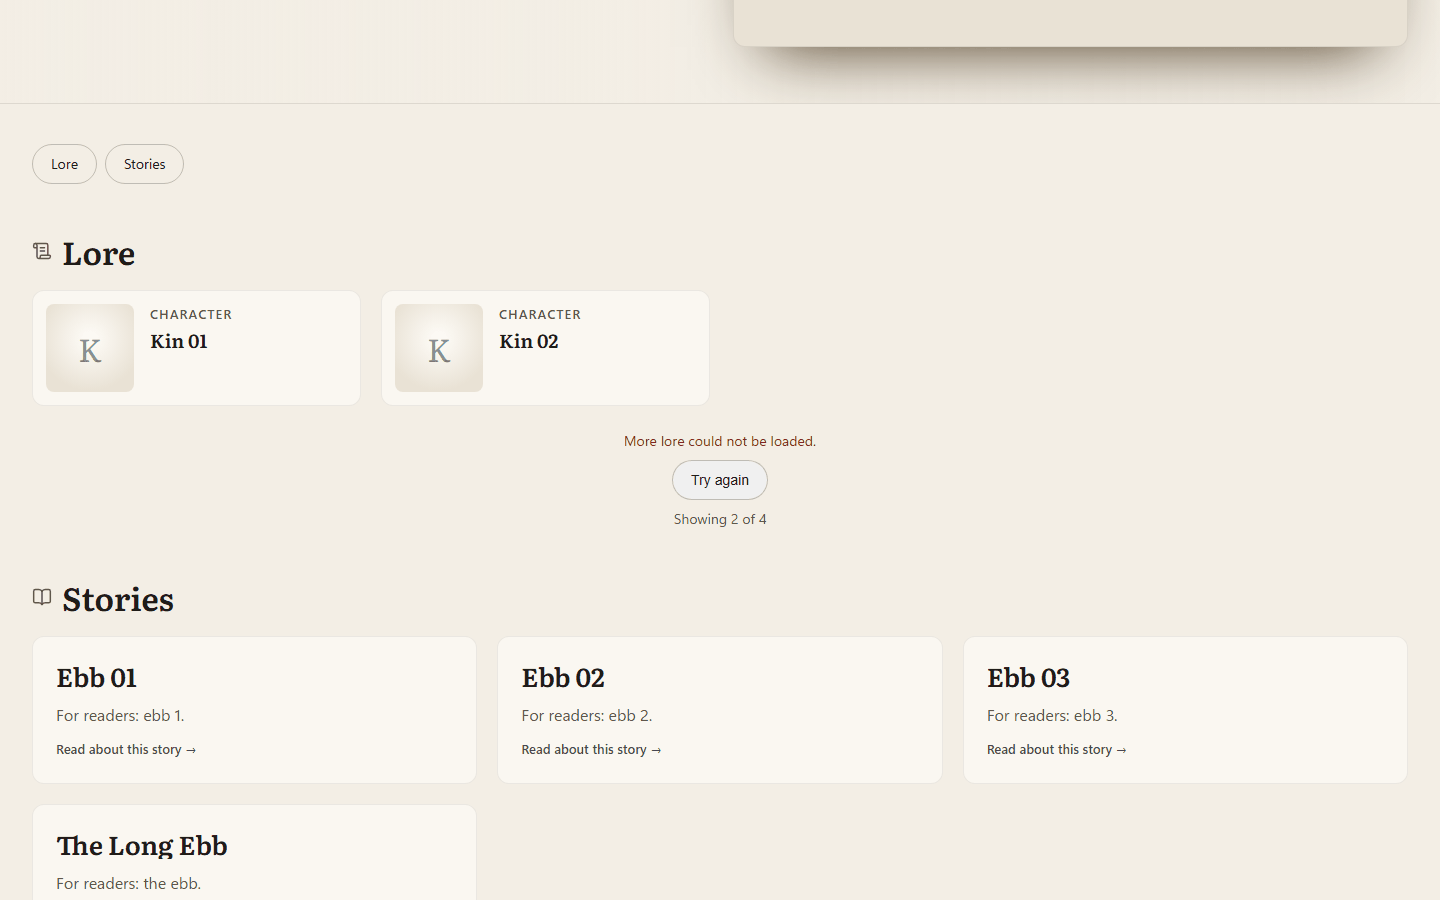 Lore
Stories
Lore
K
CHARACTER
Kin 01
K
CHARACTER
Kin 02
More lore could not be loaded.
Try again
Showing 2 of 4
Stories
Ebb 01
For readers: ebb 1.
Read about this story →
Ebb 02
For readers: ebb 2.
Read about this story →
Ebb 03
For readers: ebb 3.
Read about this story →
The Long Ebb
For readers: the ebb.